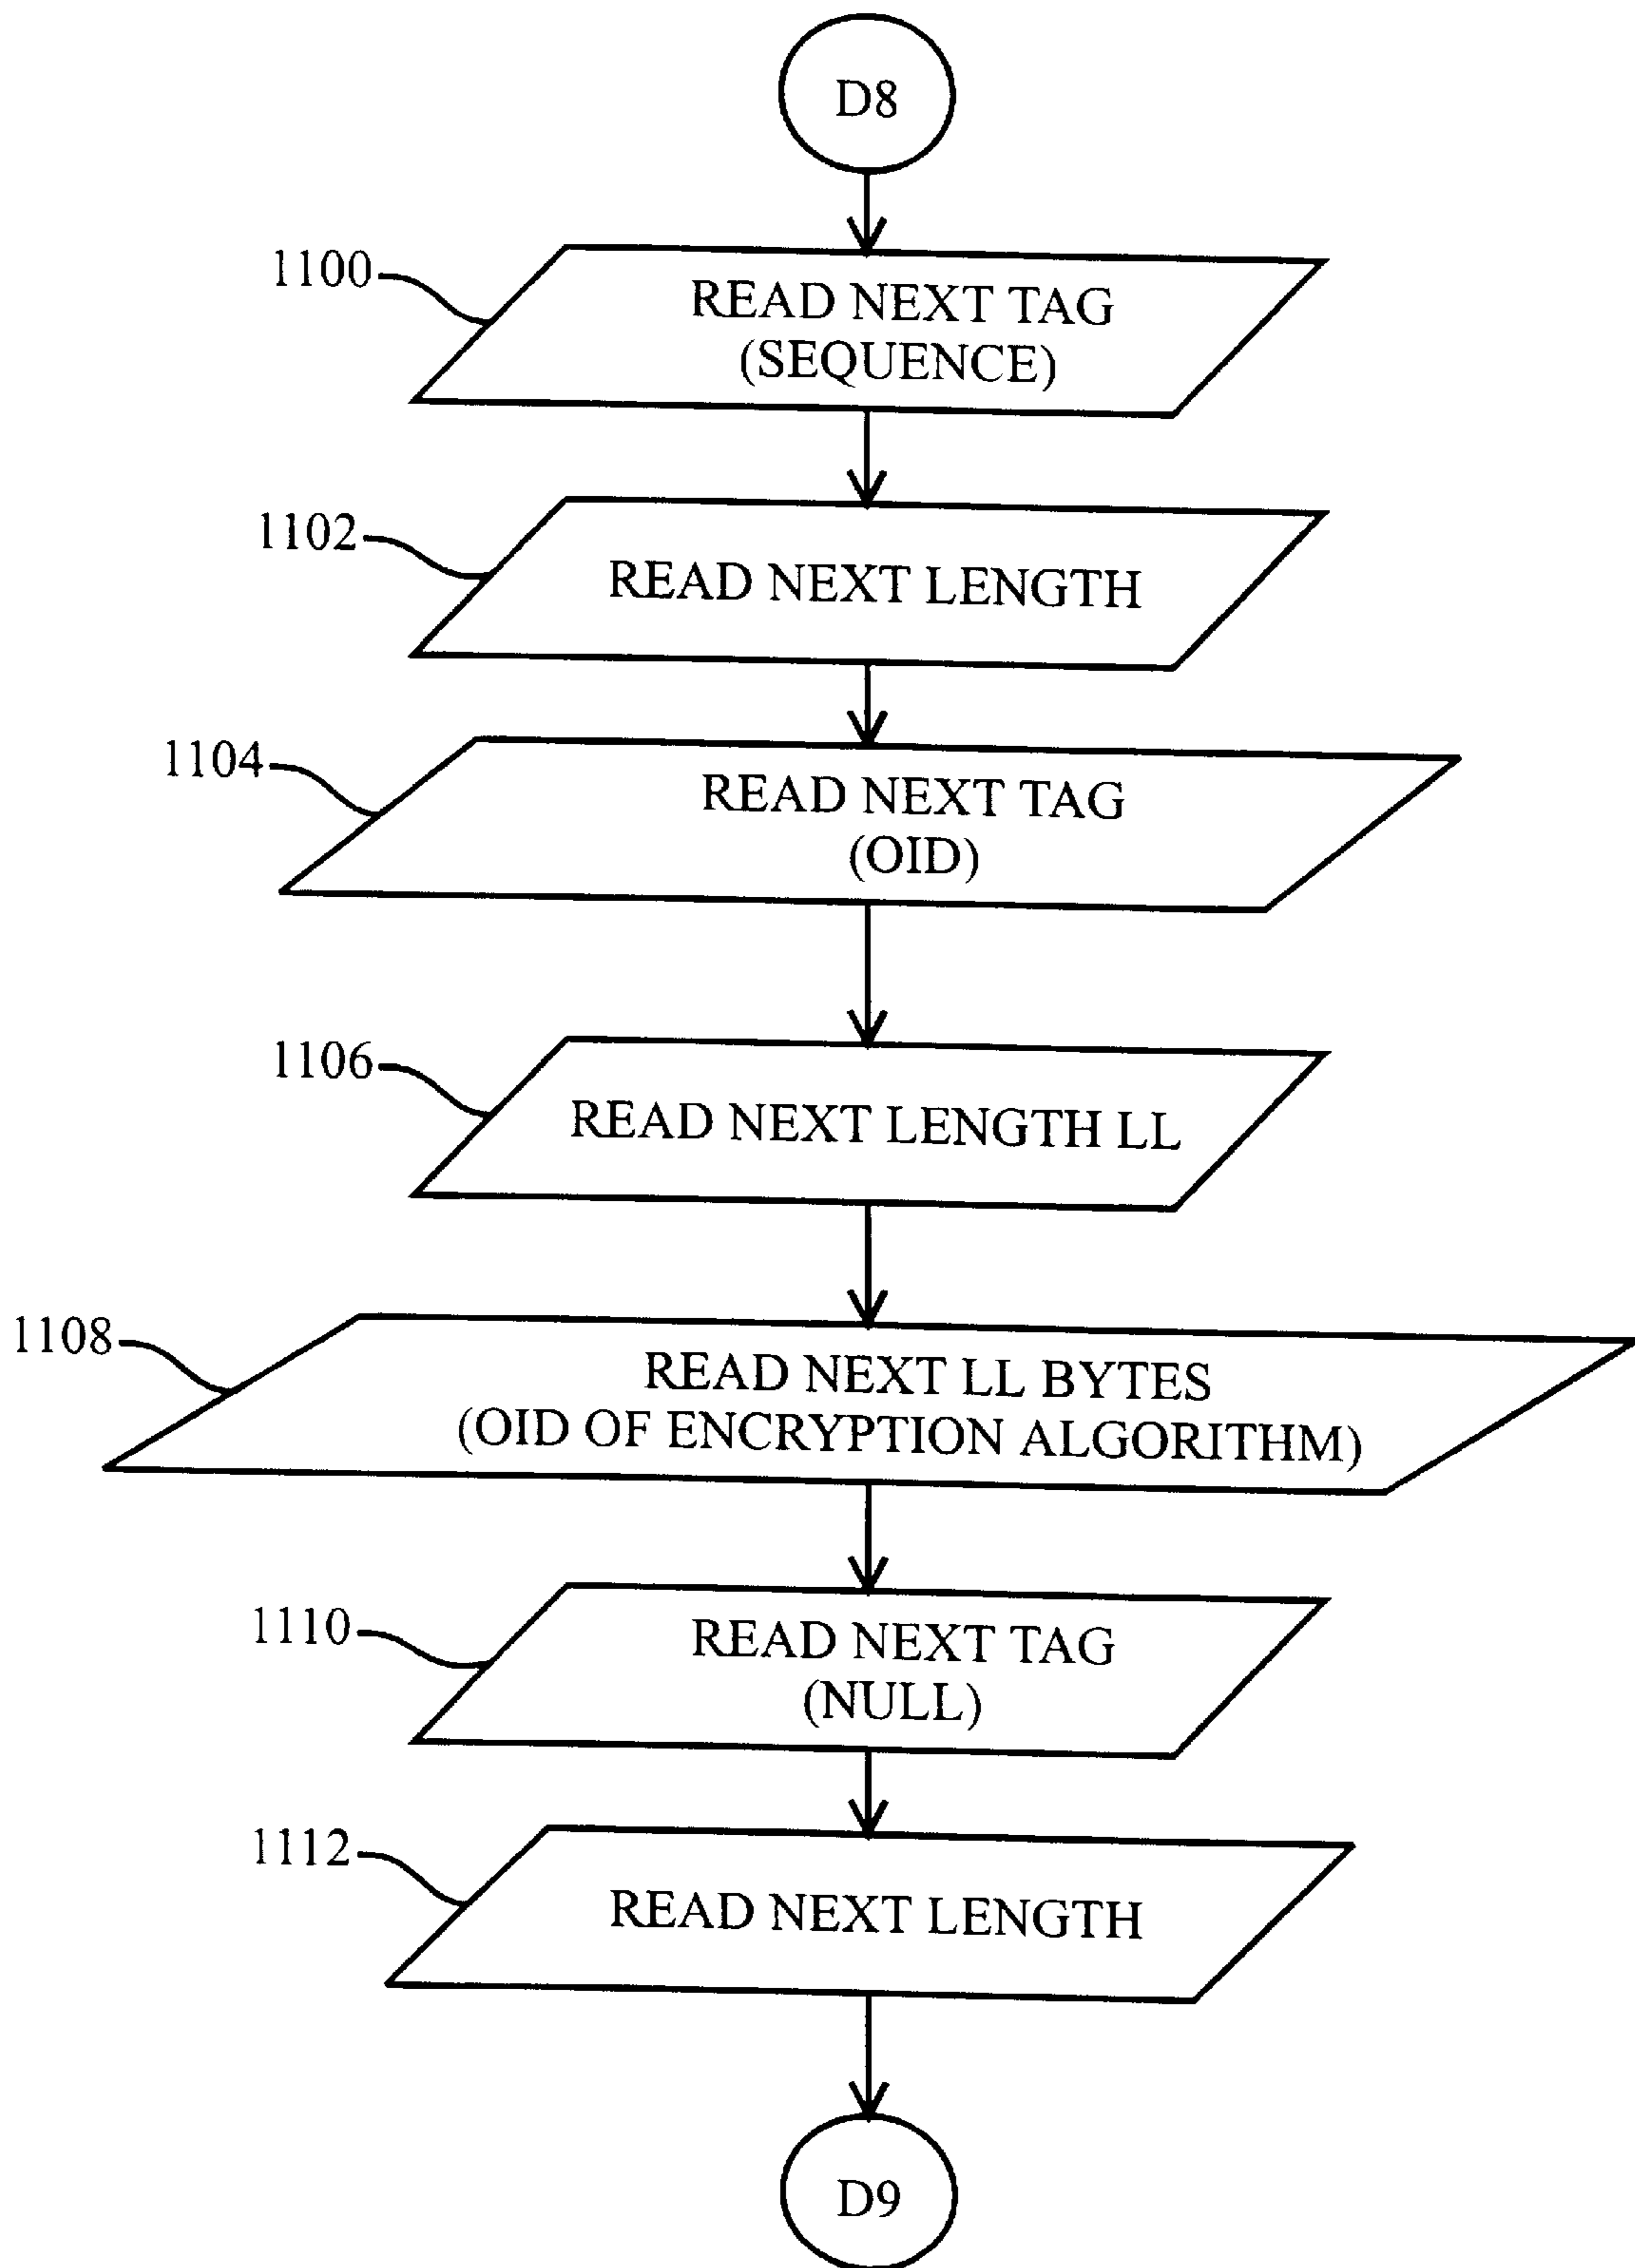 D8
1100
READ NEXT TAG
(SEQUENCE)
1102
READ NEXT LENGTH
1104
READ NEXT TAG
(OID)
1106
READ NEXT LENGTH LL
1108
READ NEXT LL BYTES
(OID OF ENCRYPTION ALGORITHM)
1110
READ NEXT TAG
(NULL)
1112
READ NEXT LENGTH
D9